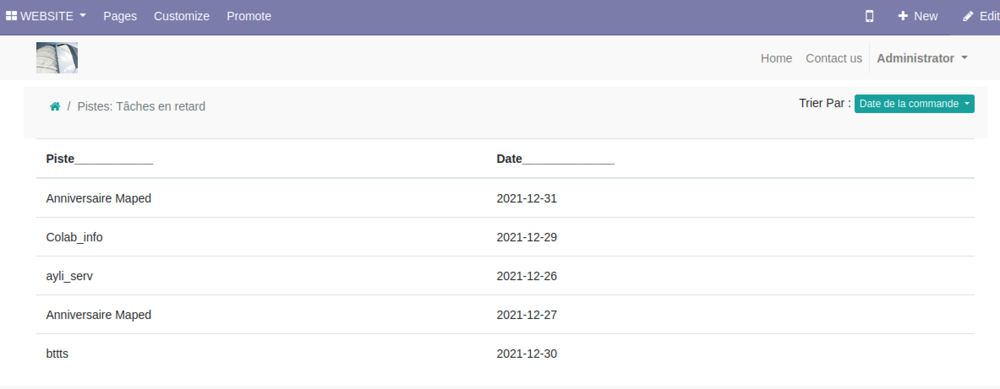 WEBSITE Pages Customize Promote New Edit
Home Contact us Administrator
/ Pistes: Tâches en retard Trier Par : Date de la commande
Piste____________ Date______________
Anniversaire Maped 2021-12-31
Colab_info 2021-12-29
ayli_serv 2021-12-26
Anniversaire Maped 2021-12-27
bttts 2021-12-30